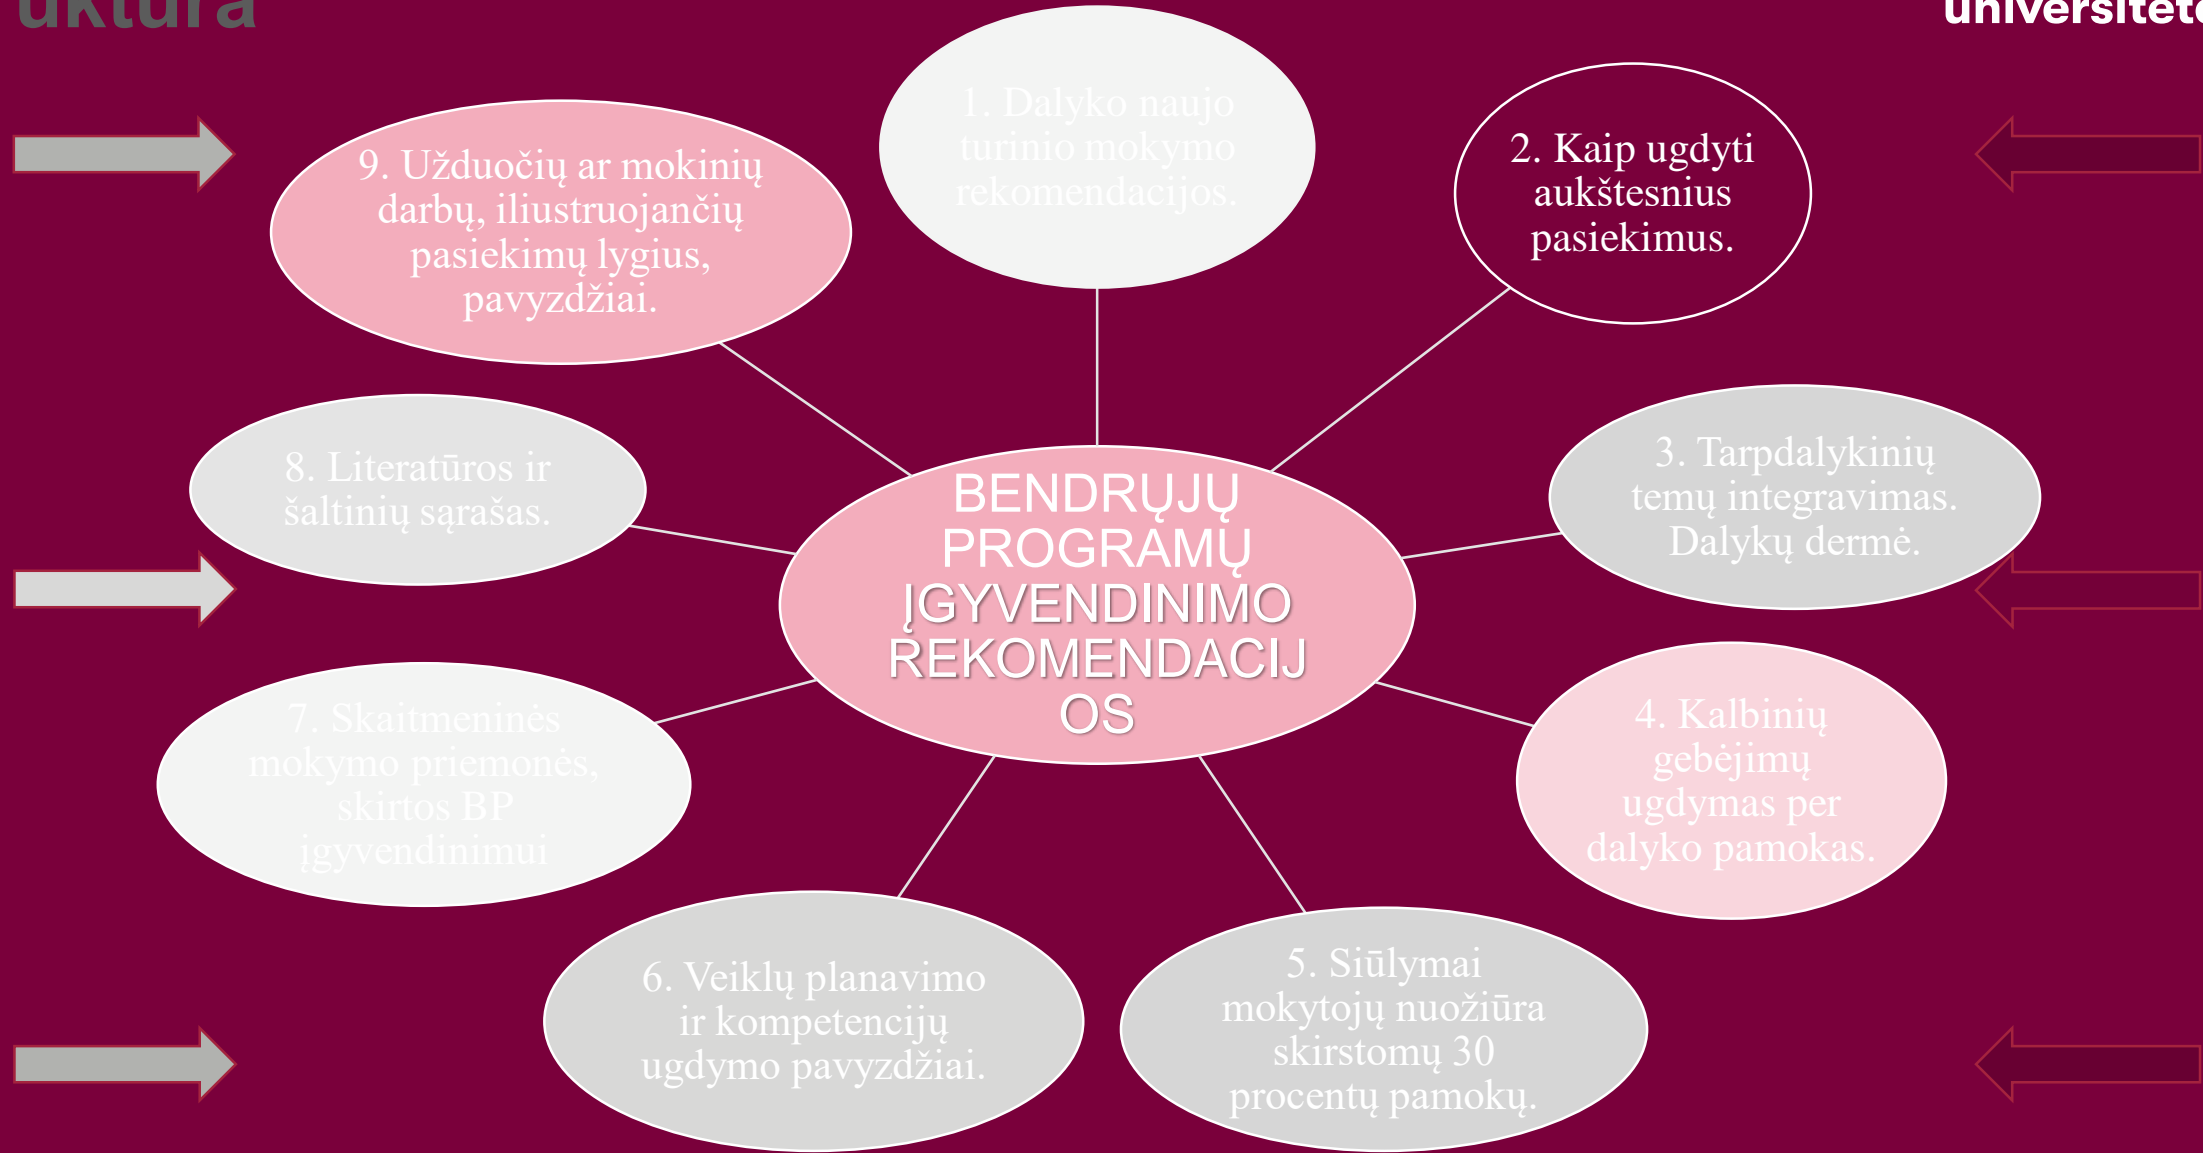 1. Dalyko naujo
turinio mokymo
rekomendacijos.
2. Kaip ugdyti
aukštesnius
pasiekimus.
3. Tarpdalykinių
temų integravimas.
Dalykų dermė.
4. Kalbinių
gebėjimų
ugdymas per
dalyko pamokas.
5. Siūlymai
mokytojų nuožiūra
skirstomų 30
procentų pamokų.
6. Veiklų planavimo
ir kompetencijų
ugdymo pavyzdžiai.
7. Skaitmeninės
mokymo priemonės,
skirtos BP
įgyvendinimui
8. Literatūros ir
šaltinių sąrašas.
9. Užduočių ar mokinių
darbų, iliustruojančių
pasiekimų lygius,
pavyzdžiai.
BENDRŲJŲ
PROGRAMŲ
ĮGYVENDINIMO
REKOMENDACIJ
OS